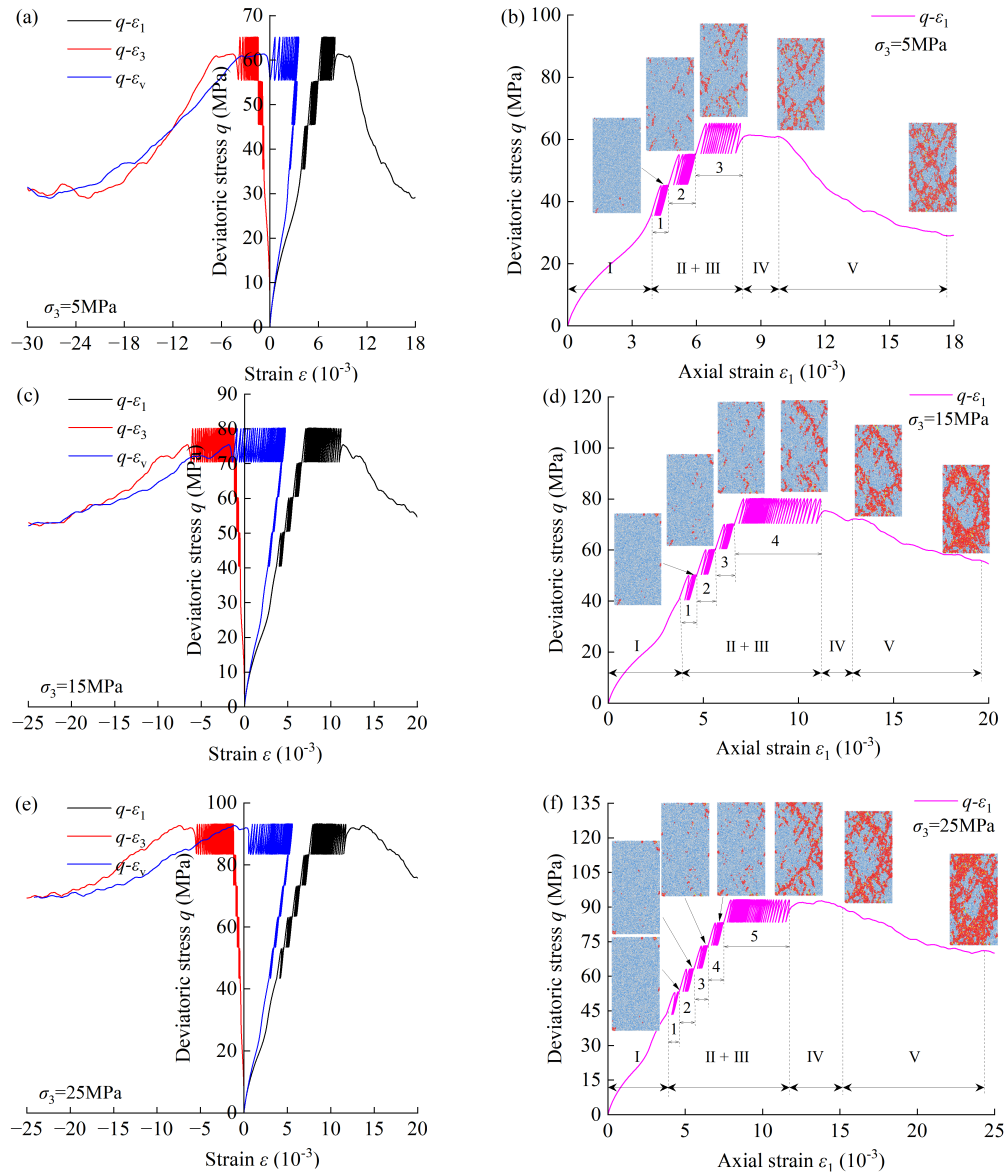 (a)
q-ε₁
q-ε₃
q-εᵥ
σ₃=5MPa
Deviatoric stress q (MPa)
70
60
50
40
30
20
10
0
−30 −24 −18 −12 −6 0 6 12 18
Strain ε (10⁻³)
(b)
q-ε₁
σ₃=5MPa
Deviatoric stress q (MPa)
100
80
60
40
20
0
1 2 3
I II + III IV V
0 3 6 9 12 15 18
Axial strain ε₁ (10⁻³)
(c)
q-ε₁
q-ε₃
q-εᵥ
σ₃=15MPa
Deviatoric stress q (MPa)
90
80
70
60
50
40
30
20
10
0
−25 −20 −15 −10 −5 0 5 10 15 20
Strain ε (10⁻³)
(d)
q-ε₁
σ₃=15MPa
Deviatoric stress q (MPa)
120
100
80
60
40
20
0
1 2 3 4
I II + III IV V
0 5 10 15 20
Axial strain ε₁ (10⁻³)
(e)
q-ε₁
q-ε₃
q-εᵥ
σ₃=25MPa
Deviatoric stress q (MPa)
100
80
60
40
20
0
−25 −20 −15 −10 −5 0 5 10 15 20
Strain ε (10⁻³)
(f)
q-ε₁
σ₃=25MPa
Deviatoric stress q (MPa)
135
120
105
90
75
60
45
30
15
0
1 2 3 4 5
I II + III IV V
0 5 10 15 20 25
Axial strain ε₁ (10⁻³)